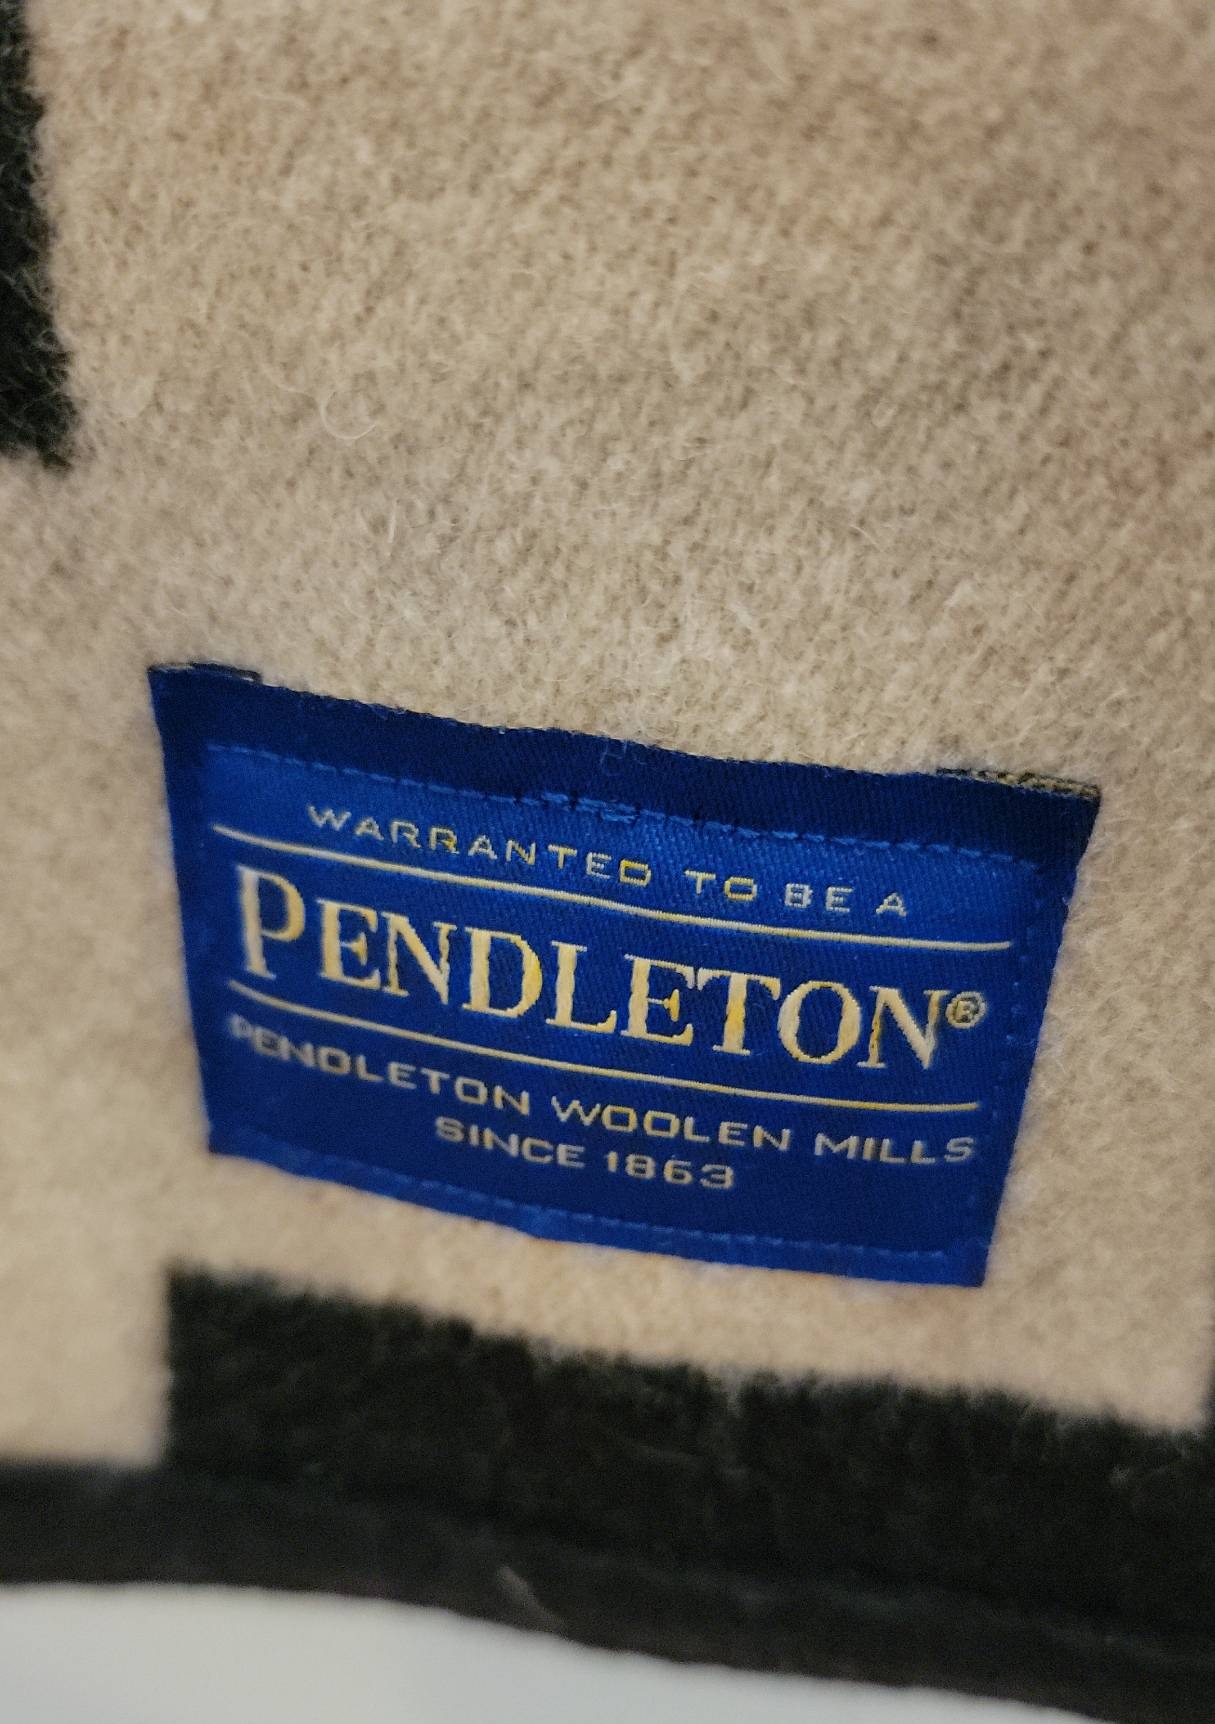 WARRANTED TO BE A
PENDLETON®
PENDLETON WOOLEN MILLS
SINCE 1863